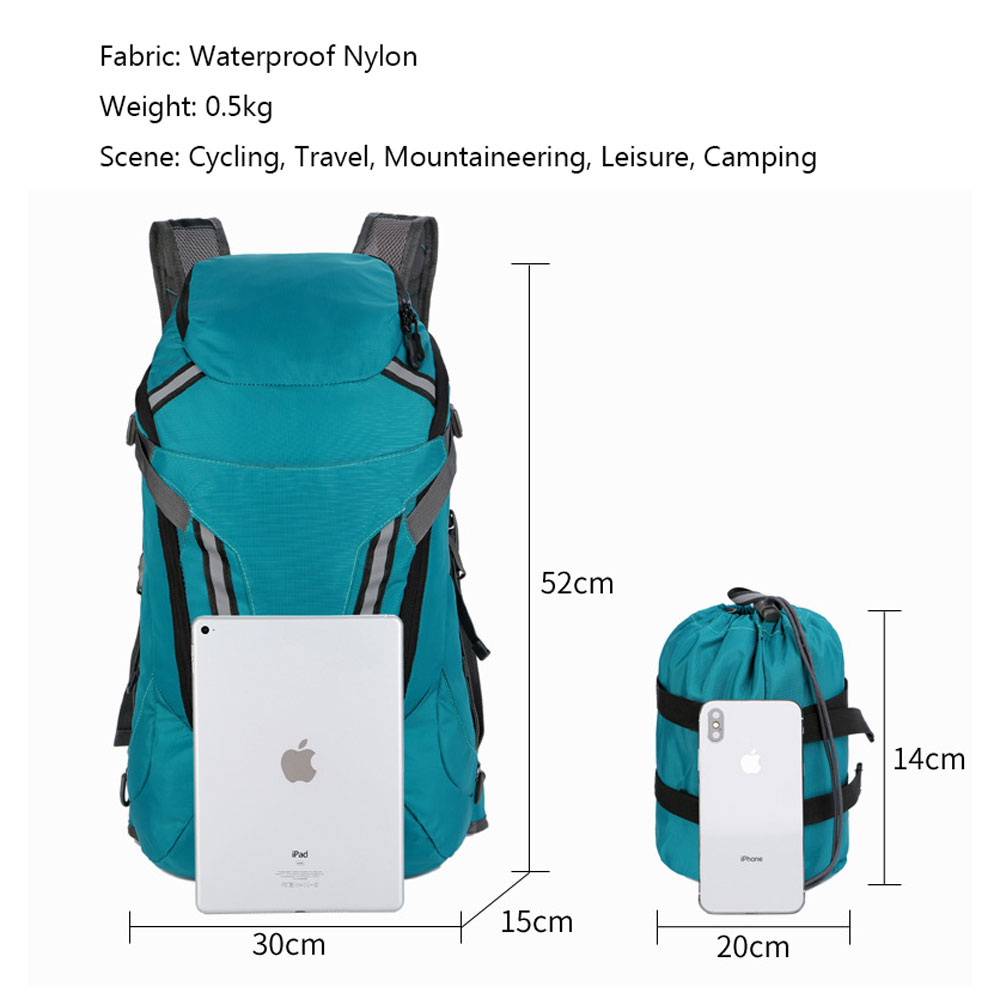 Fabric: Waterproof Nylon
Weight: 0.5kg
Scene: Cycling, Travel, Mountaineering, Leisure, Camping
52cm
14cm
iPad
iPhone
15cm
30cm
20cm